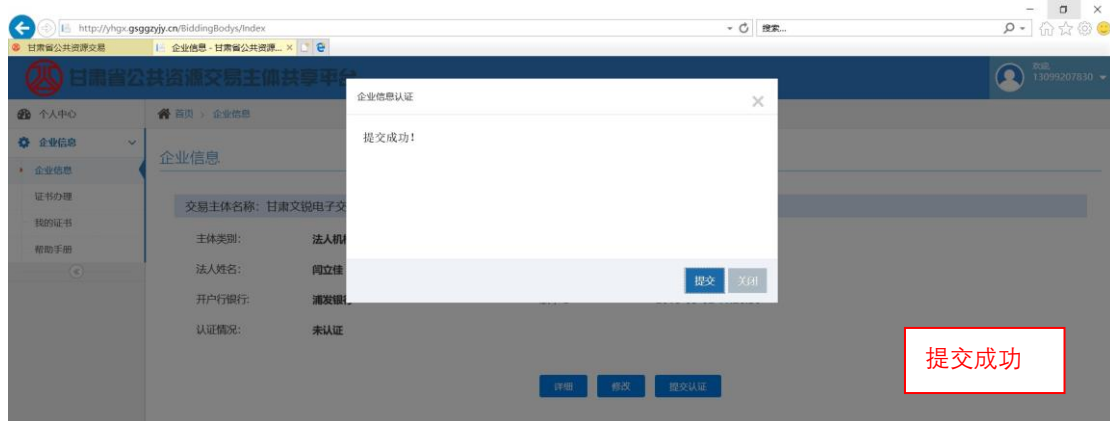 http://yhgx.gsggzyjy.cn/BiddingBodys/Index
搜索...
甘肃省公共资源交易
企业信息 - 甘肃省公共资源...
甘肃省公共资源交易主体共享平台
欢迎,
13099207830
个人中心
首页 > 企业信息
企业信息
企业信息
证书办理
我的证书
帮助手册
企业信息
交易主体名称: 甘肃文锐电子交
主体类别: 法人机
法人姓名: 闫立佳
开户行银行: 浦发银行
认证情况: 未认证
详细 修改 提交认证
企业信息认证
提交成功!
提交 关闭
提交成功